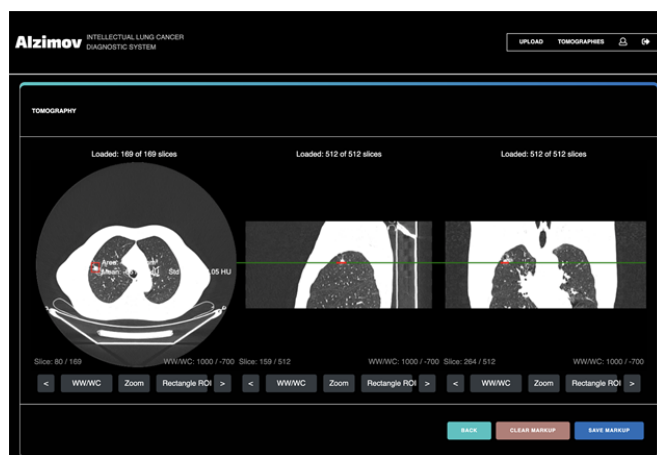 Alzimov
INTELLECTUAL LUNG CANCER
DIAGNOSTIC SYSTEM
UPLOAD TOMOGRAPHIES
TOMOGRAPHY
Loaded: 169 of 169 slices
Loaded: 512 of 512 slices
Loaded: 512 of 512 slices
Area:
Mean: Std .05 HU
Slice: 80 / 169 WW/WC: 1000 / -700
Slice: 159 / 512 WW/WC: 1000 / -700
Slice: 264 / 512 WW/WC: 1000 / -700
< WW/WC Zoom Rectangle ROI >
< WW/WC Zoom Rectangle ROI >
< WW/WC Zoom Rectangle ROI >
BACK CLEAR MARKUP SAVE MARKUP